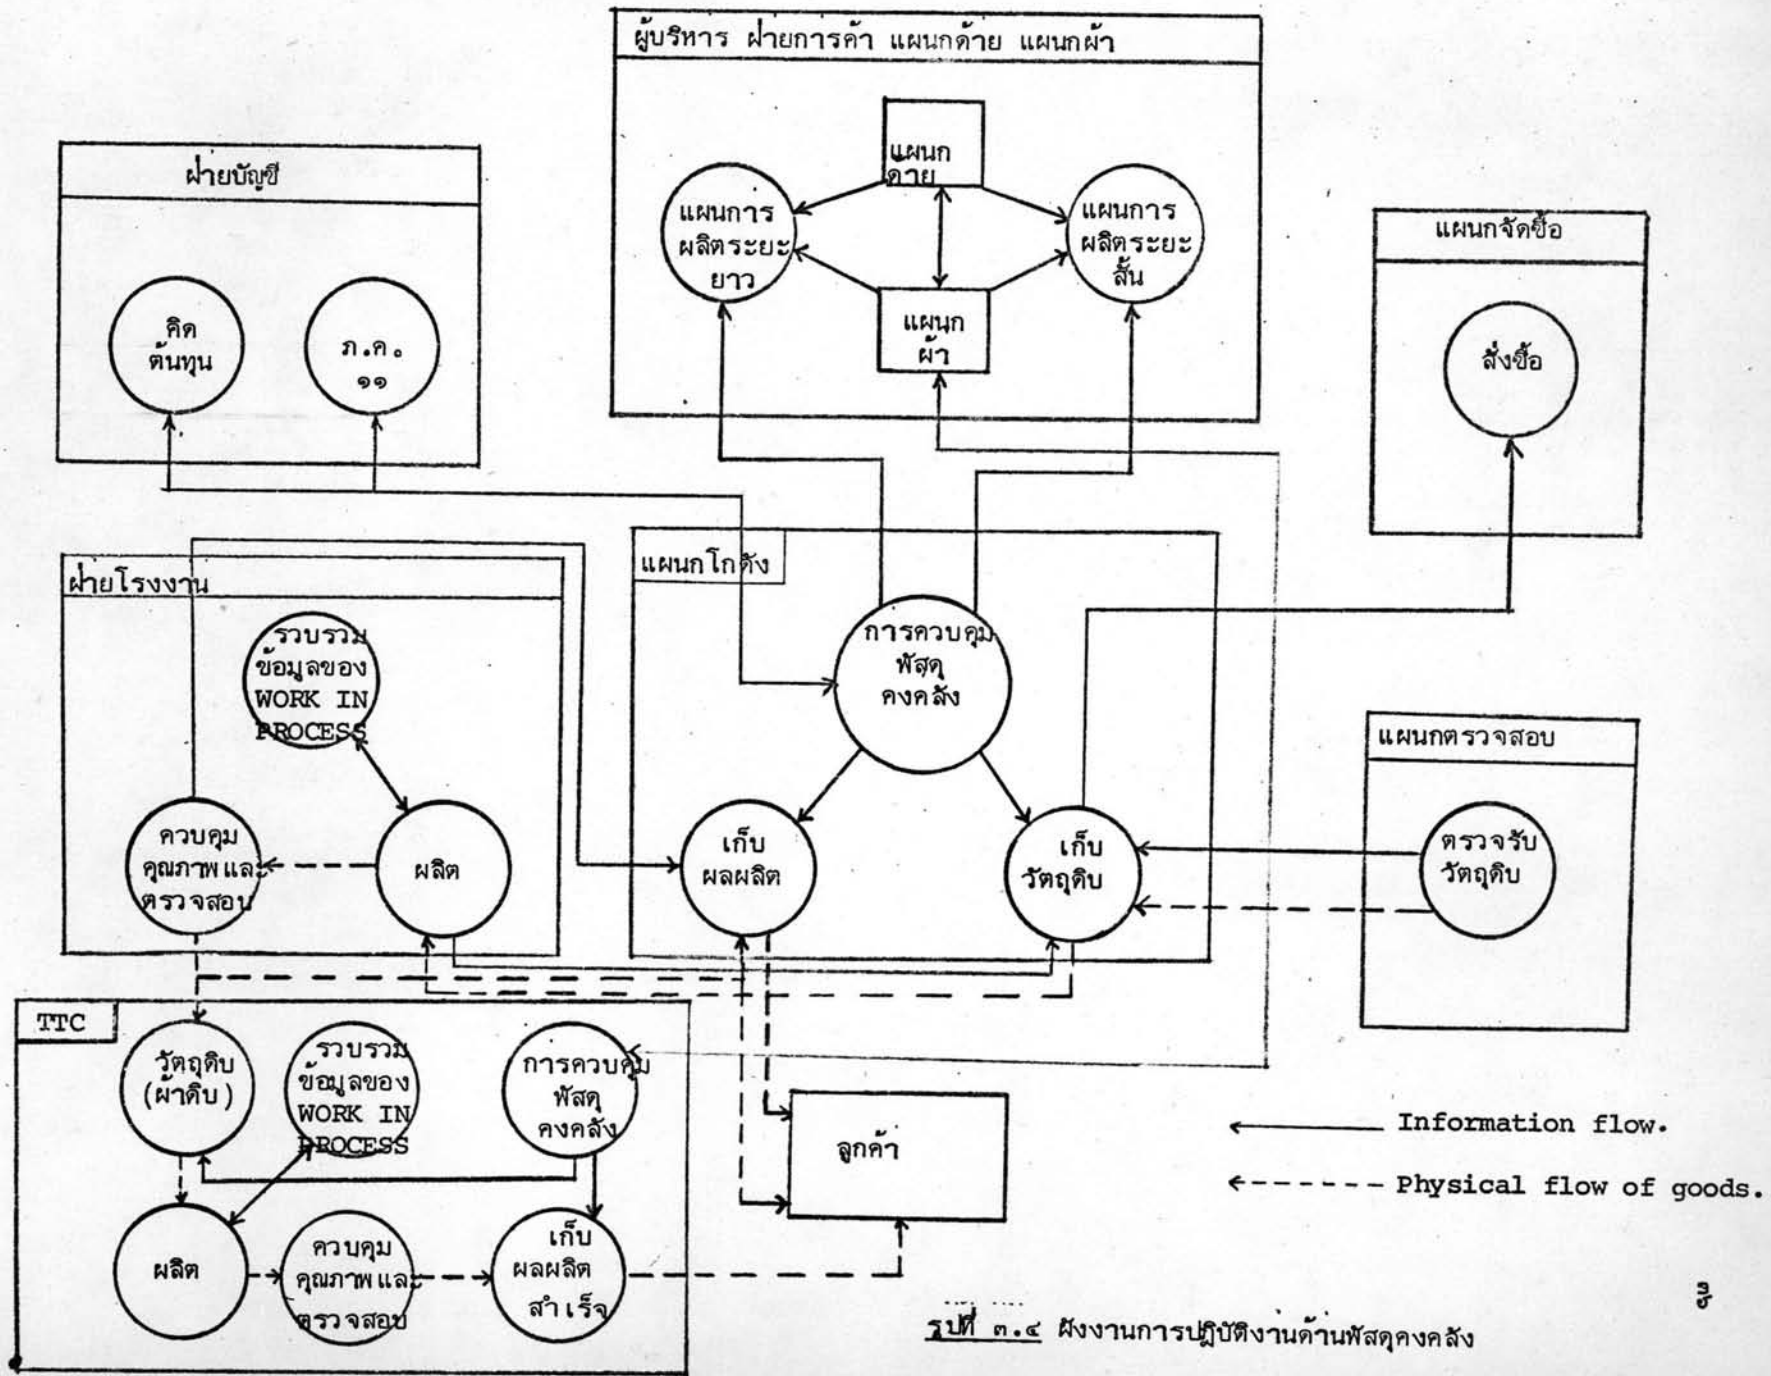 ผู้บริหาร ฝ่ายการค้า แผนกด้าย แผนกผ้า
แผนก
ด้าย
แผนการ
ผลิตระยะ
ยาว
แผนการ
ผลิตระยะ
สั้น
แผนก
ผ้า
ฝ่ายบัญชี
คิด
ต้นทุน
ภ.ค.
๑๑
แผนกจัดซื้อ
สั่งซื้อ
ฝ่ายโรงงาน
รวบรวม
ข้อมูลของ
WORK IN
PROCESS
ควบคุม
คุณภาพและ
ตรวจสอบ
ผลิต
แผนกโกดัง
การควบคุม
พัสดุ
คงคลัง
เก็บ
ผลผลิต
เก็บ
วัตถุดิบ
แผนกตรวจสอบ
ตรวจรับ
วัตถุดิบ
TTC
วัตถุดิบ
(ผ้าดิบ)
รวบรวม
ข้อมูลของ
WORK IN
PROCESS
การควบคุม
พัสดุ
คงคลัง
ผลิต
ควบคุม
คุณภาพและ
ตรวจสอบ
เก็บ
ผลผลิต
สำเร็จ
ลูกค้า
Information flow.
Physical flow of goods.
รูปที่ ๓.๔ ผังงานการปฏิบัติงานด้านพัสดุคงคลัง